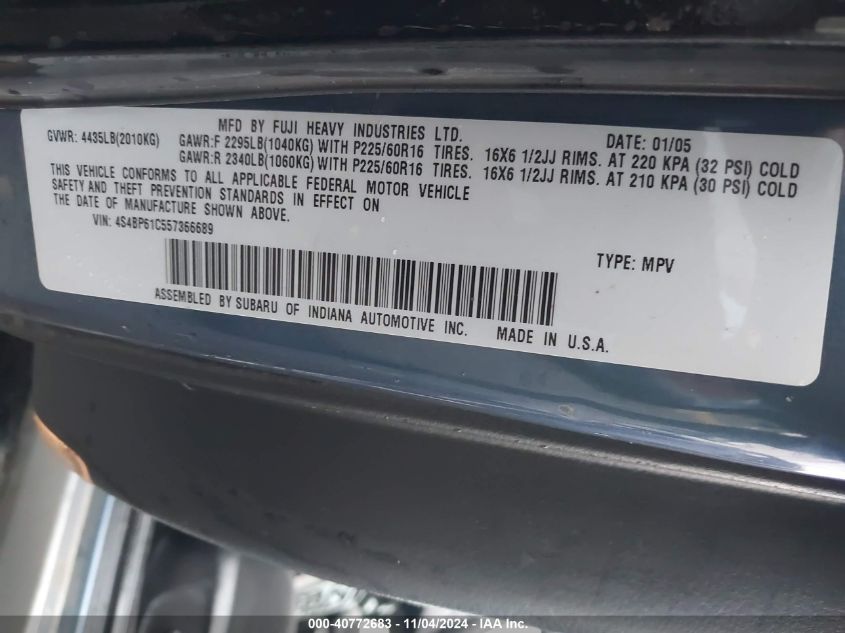 MFD BY FUJI HEAVY INDUSTRIES LTD. DATE: 01/05
GVWR: 4435LB(2010KG) GAWR:F 2295LB(1040KG) WITH P225/60R16 TIRES. 16X6 1/2JJ RIMS. AT 220 KPA (32 PSI) COLD
GAWR:R 2340LB(1060KG) WITH P225/60R16 TIRES. 16X6 1/2JJ RIMS. AT 210 KPA (30 PSI) COLD
THIS VEHICLE CONFORMS TO ALL APPLICABLE FEDERAL MOTOR VEHICLE
SAFETY AND THEFT PREVENTION STANDARDS IN EFFECT ON
THE DATE OF MANUFACTURE SHOWN ABOVE.
VIN: 4S4BP61C557366689 TYPE: MPV
ASSEMBLED BY SUBARU OF INDIANA AUTOMOTIVE INC. MADE IN U.S.A.
000-40772683 - 11/04/2024 - IAA Inc.